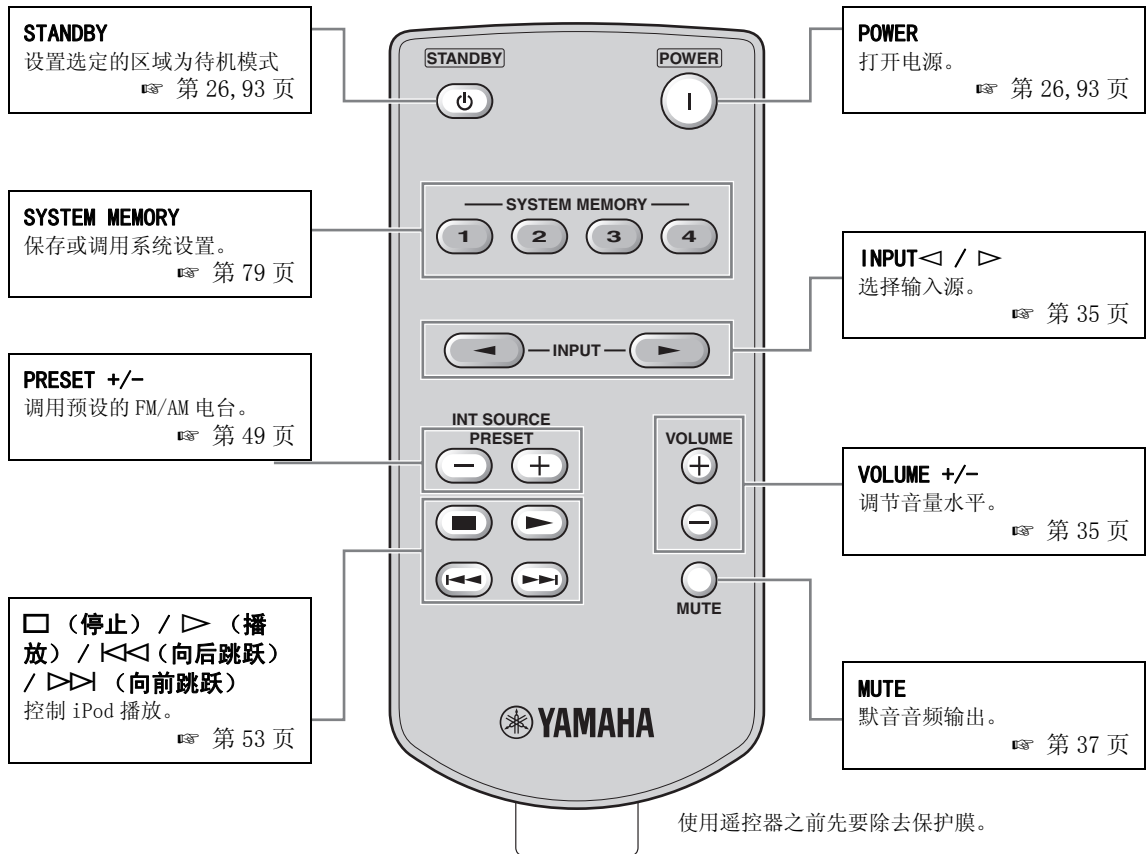 STANDBY
设置选定的区域为待机模式
☞ 第 26,93 页
SYSTEM MEMORY
保存或调用系统设置。
☞ 第 79 页
PRESET +/-
调用预设的 FM/AM 电台。
☞ 第 49 页
□ （停止） / ▷ （播
放） / |◁◁（向后跳跃）
/ ▷▷| （向前跳跃）
控制 iPod 播放。
☞ 第 53 页
STANDBY
POWER
SYSTEM MEMORY
1 2 3 4
INPUT
INT SOURCE
PRESET
VOLUME
MUTE
YAMAHA
POWER
打开电源。
☞ 第 26,93 页
INPUT◁ / ▷
选择输入源。
☞ 第 35 页
VOLUME +/-
调节音量水平。
☞ 第 35 页
MUTE
默音音频输出。
☞ 第 37 页
使用遥控器之前先要除去保护膜。